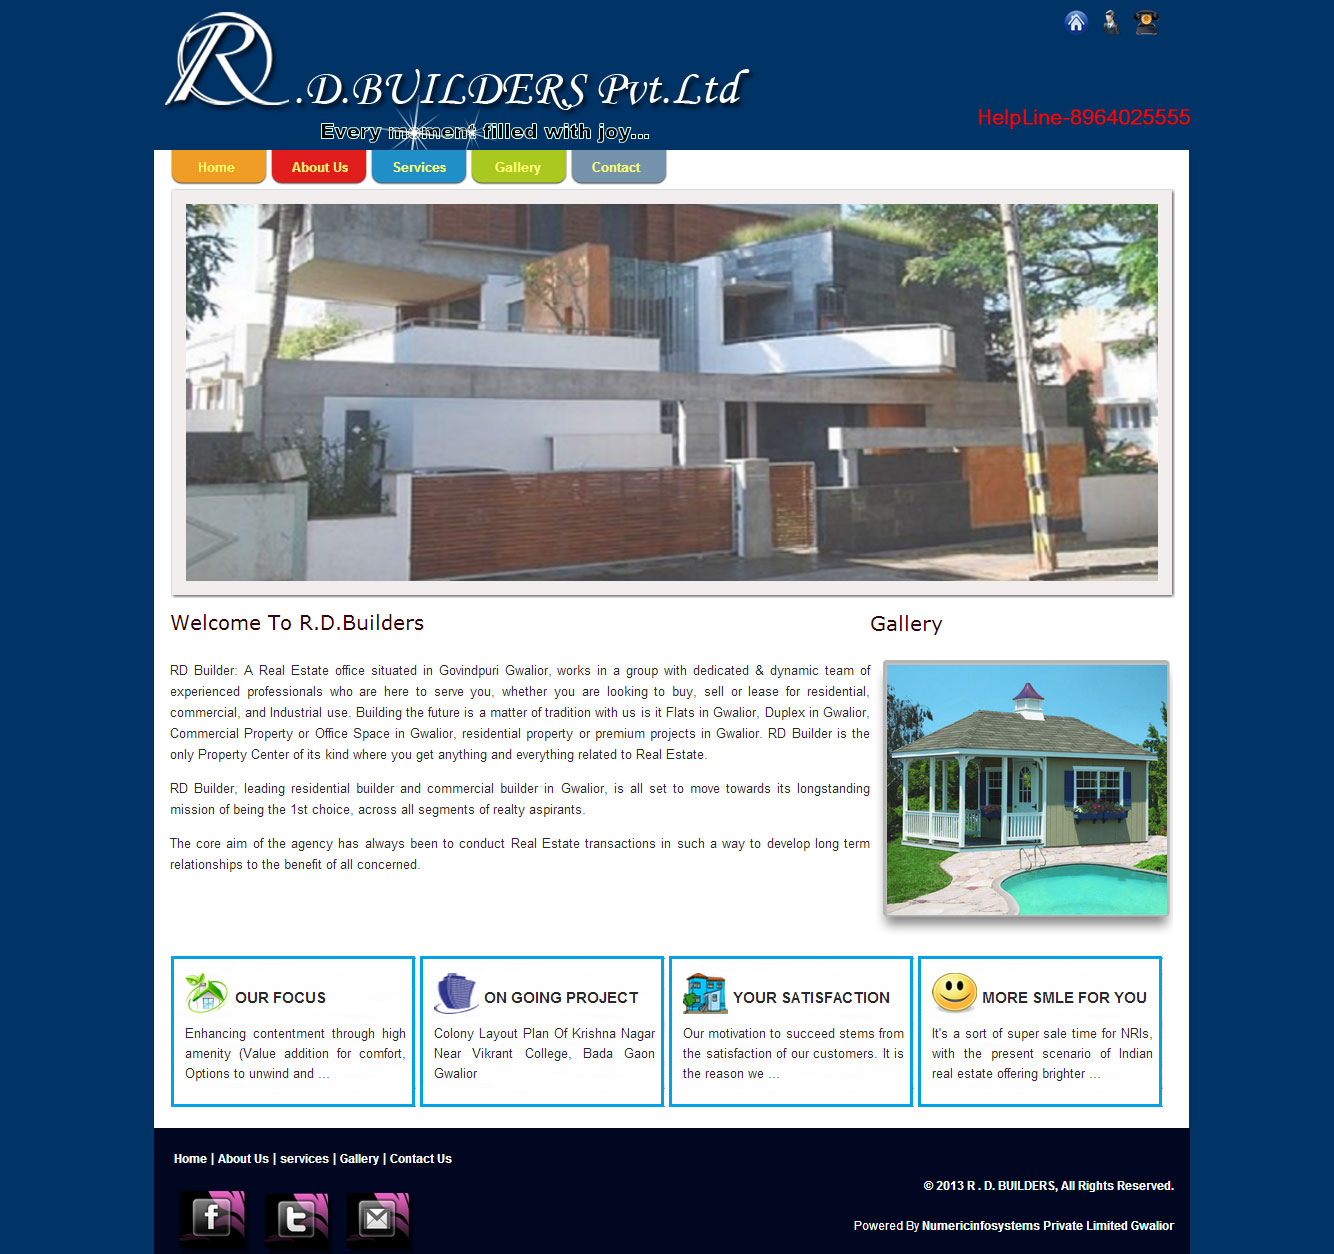 R.D.BUILDERS Pvt.Ltd
Every moment filled with joy...
HelpLine-8964025555
Home
About Us
Services
Gallery
Contact
Welcome To R.D.Builders
RD Builder: A Real Estate office situated in Govindpuri Gwalior, works in a group with dedicated & dynamic team of
experienced professionals who are here to serve you, whether you are looking to buy, sell or lease for residential,
commercial, and Industrial use. Building the future is a matter of tradition with us is it Flats in Gwalior, Duplex in Gwalior,
Commercial Property or Office Space in Gwalior, residential property or premium projects in Gwalior. RD Builder is the
only Property Center of its kind where you get anything and everything related to Real Estate.
RD Builder, leading residential builder and commercial builder in Gwalior, is all set to move towards its longstanding
mission of being the 1st choice, across all segments of realty aspirants.
The core aim of the agency has always been to conduct Real Estate transactions in such a way to develop long term
relationships to the benefit of all concerned.
Gallery
OUR FOCUS
Enhancing contentment through high
amenity (Value addition for comfort,
Options to unwind and ...
ON GOING PROJECT
Colony Layout Plan Of Krishna Nagar
Near Vikrant College, Bada Gaon
Gwalior
YOUR SATISFACTION
Our motivation to succeed stems from
the satisfaction of our customers. It is
the reason we ...
MORE SMLE FOR YOU
It's a sort of super sale time for NRIs,
with the present scenario of Indian
real estate offering brighter ...
Home | About Us | services | Gallery | Contact Us
© 2013 R . D. BUILDERS, All Rights Reserved.
Powered By Numericinfosystems Private Limited Gwalior